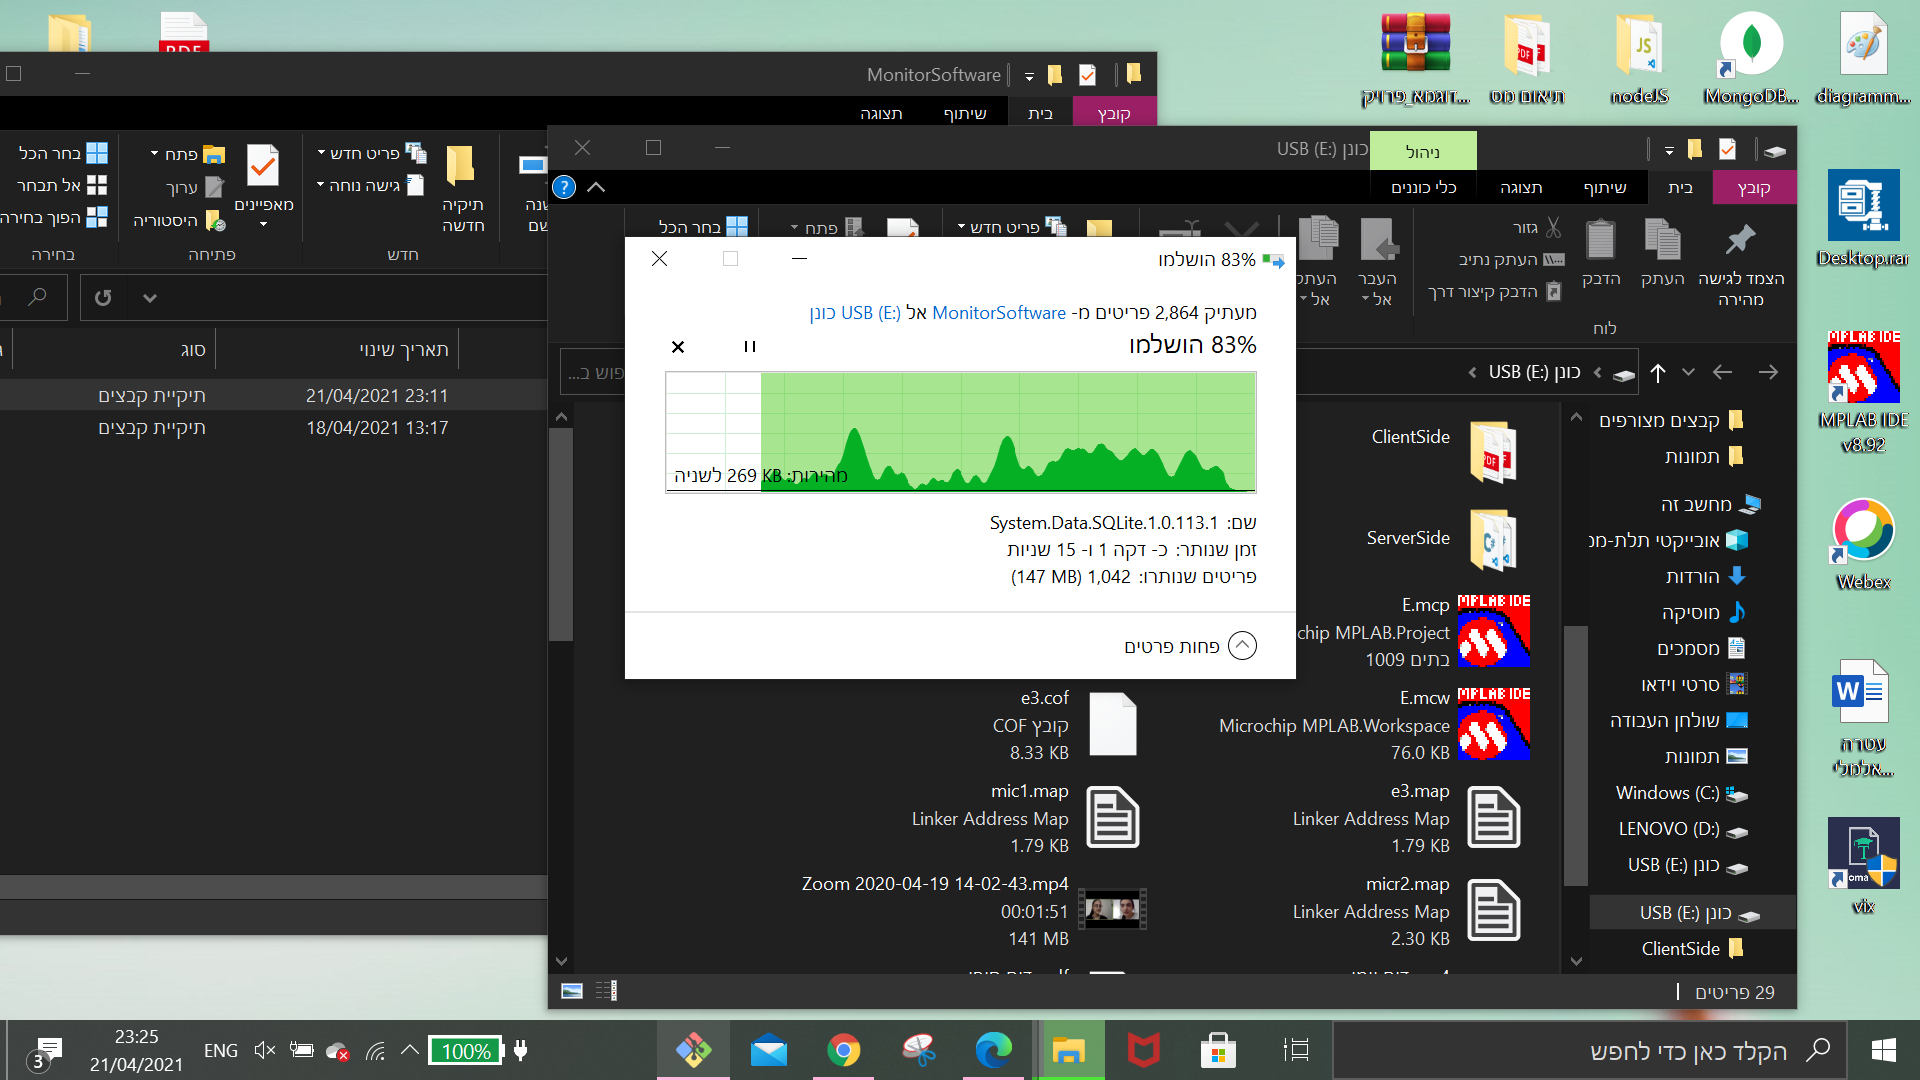 MonitorSoftware
קובץ
בית
שיתוף
תצוגה
פריט חדש
גישה נוחה
תיקיה
חדשה
חדש
מאפיינים
פתח
ערוך
היסטוריה
פתיחה
בחר הכל
אל תבחר
הפוך בחירה
בחירה
תאריך שינוי
סוג
21/04/2021 23:11
תיקיית קבצים
18/04/2021 13:17
תיקיית קבצים
כונן USB (E:)
ניהול
קובץ
בית
שיתוף
תצוגה
כלי כוננים
הצמד לגישה
מהירה
העתק
הדבק
גזור
העתק נתיב
הדבק קיצור דרך
לוח
העבר
אל
העתק
אל
פריט חדש
פתח
בחר הכל
כונן USB (E:)
קבצים מצורפים
תמונות
מחשב זה
הורדות
מוסיקה
מסמכים
סרטי וידאו
שולחן העבודה
תמונות
Windows (C:)
LENOVO (D:)
כונן USB (E:)
כונן USB (E:)
ClientSide
ClientSide
ServerSide
E.mcp
chip MPLAB.Project
1009 בתים
E.mcw
Microchip MPLAB.Workspace
76.0 KB
e3.cof
קובץ COF
8.33 KB
e3.map
Linker Address Map
1.79 KB
mic1.map
Linker Address Map
1.79 KB
micr2.map
Linker Address Map
2.30 KB
Zoom 2020-04-19 14-02-43.mp4
00:01:51
141 MB
29 פריטים
83% הושלמו
מעתיק 2,864 פריטים מ- MonitorSoftware אל כונן USB (E:)
83% הושלמו
מהירות: 269 KB לשניה
שם: System.Data.SQLite.1.0.113.1
זמן שנותר: כ- דקה 1 ו- 15 שניות
פריטים שנותרו: 1,042 (147 MB)
פחות פרטים
PDF
דוגמא_פרויק...
תיאום מס
nodeJS
MongoDB...
diagramm...
Desktop.rar
MPLAB IDE
v8.92
Webex
עטרה
אלמלי...
vix
הקלד כאן כדי לחפש
100%
ENG
23:25
21/04/2021
3